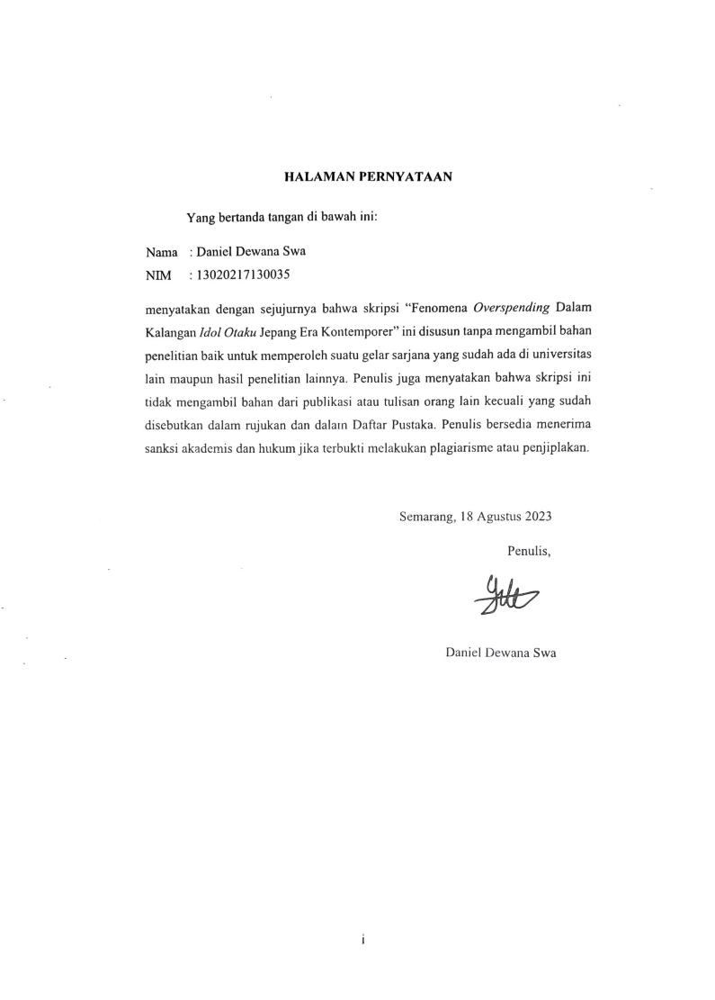 HALAMAN PERNYATAAN
Yang bertanda tangan di bawah ini:
Nama : Daniel Dewana Swa
NIM : 13020217130035
menyatakan dengan sejujurnya bahwa skripsi “Fenomena Overspending Dalam
Kalangan Idol Otaku Jepang Era Kontemporer” ini disusun tanpa mengambil bahan
penelitian baik untuk memperoleh suatu gelar sarjana yang sudah ada di universitas
lain maupun hasil penelitian lainnya. Penulis juga menyatakan bahwa skripsi ini
tidak mengambil bahan dari publikasi atau tulisan orang lain kecuali yang sudah
disebutkan dalam rujukan dan dalam Daftar Pustaka. Penulis bersedia menerima
sanksi akademis dan hukum jika terbukti melakukan plagiarisme atau penjiplakan.
Semarang, 18 Agustus 2023
Penulis,
Daniel Dewana Swa
i